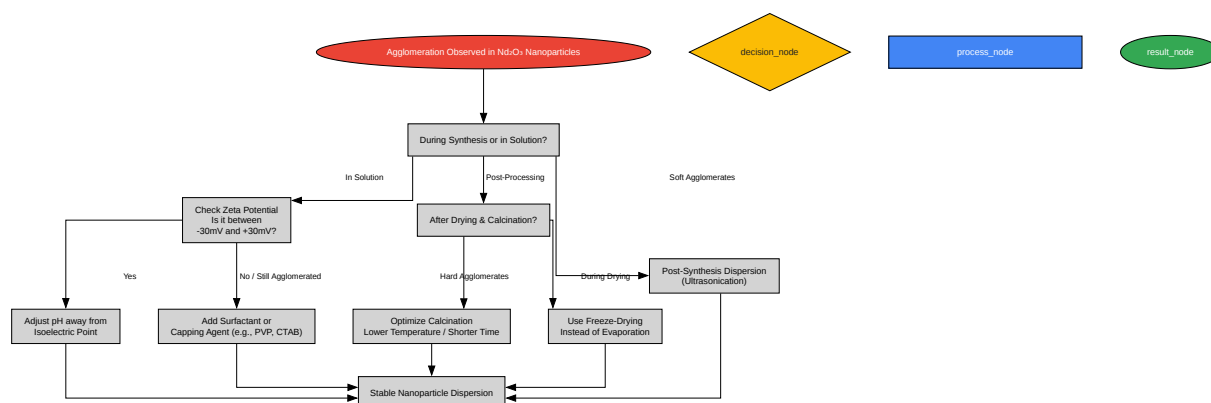 Agglomeration Observed in Nd₂O₃ Nanoparticles
decision_node
process_node
result_node
During Synthesis or in Solution?
In Solution
Post-Processing
Soft Agglomerates
Check Zeta Potential
Is it between
-30mV and +30mV?
After Drying & Calcination?
Yes
No / Still Agglomerated
Hard Agglomerates
During Drying
Post-Synthesis Dispersion
(Ultrasonication)
Adjust pH away from
Isoelectric Point
Add Surfactant or
Capping Agent (e.g., PVP, CTAB)
Optimize Calcination
Lower Temperature / Shorter Time
Use Freeze-Drying
Instead of Evaporation
Stable Nanoparticle Dispersion